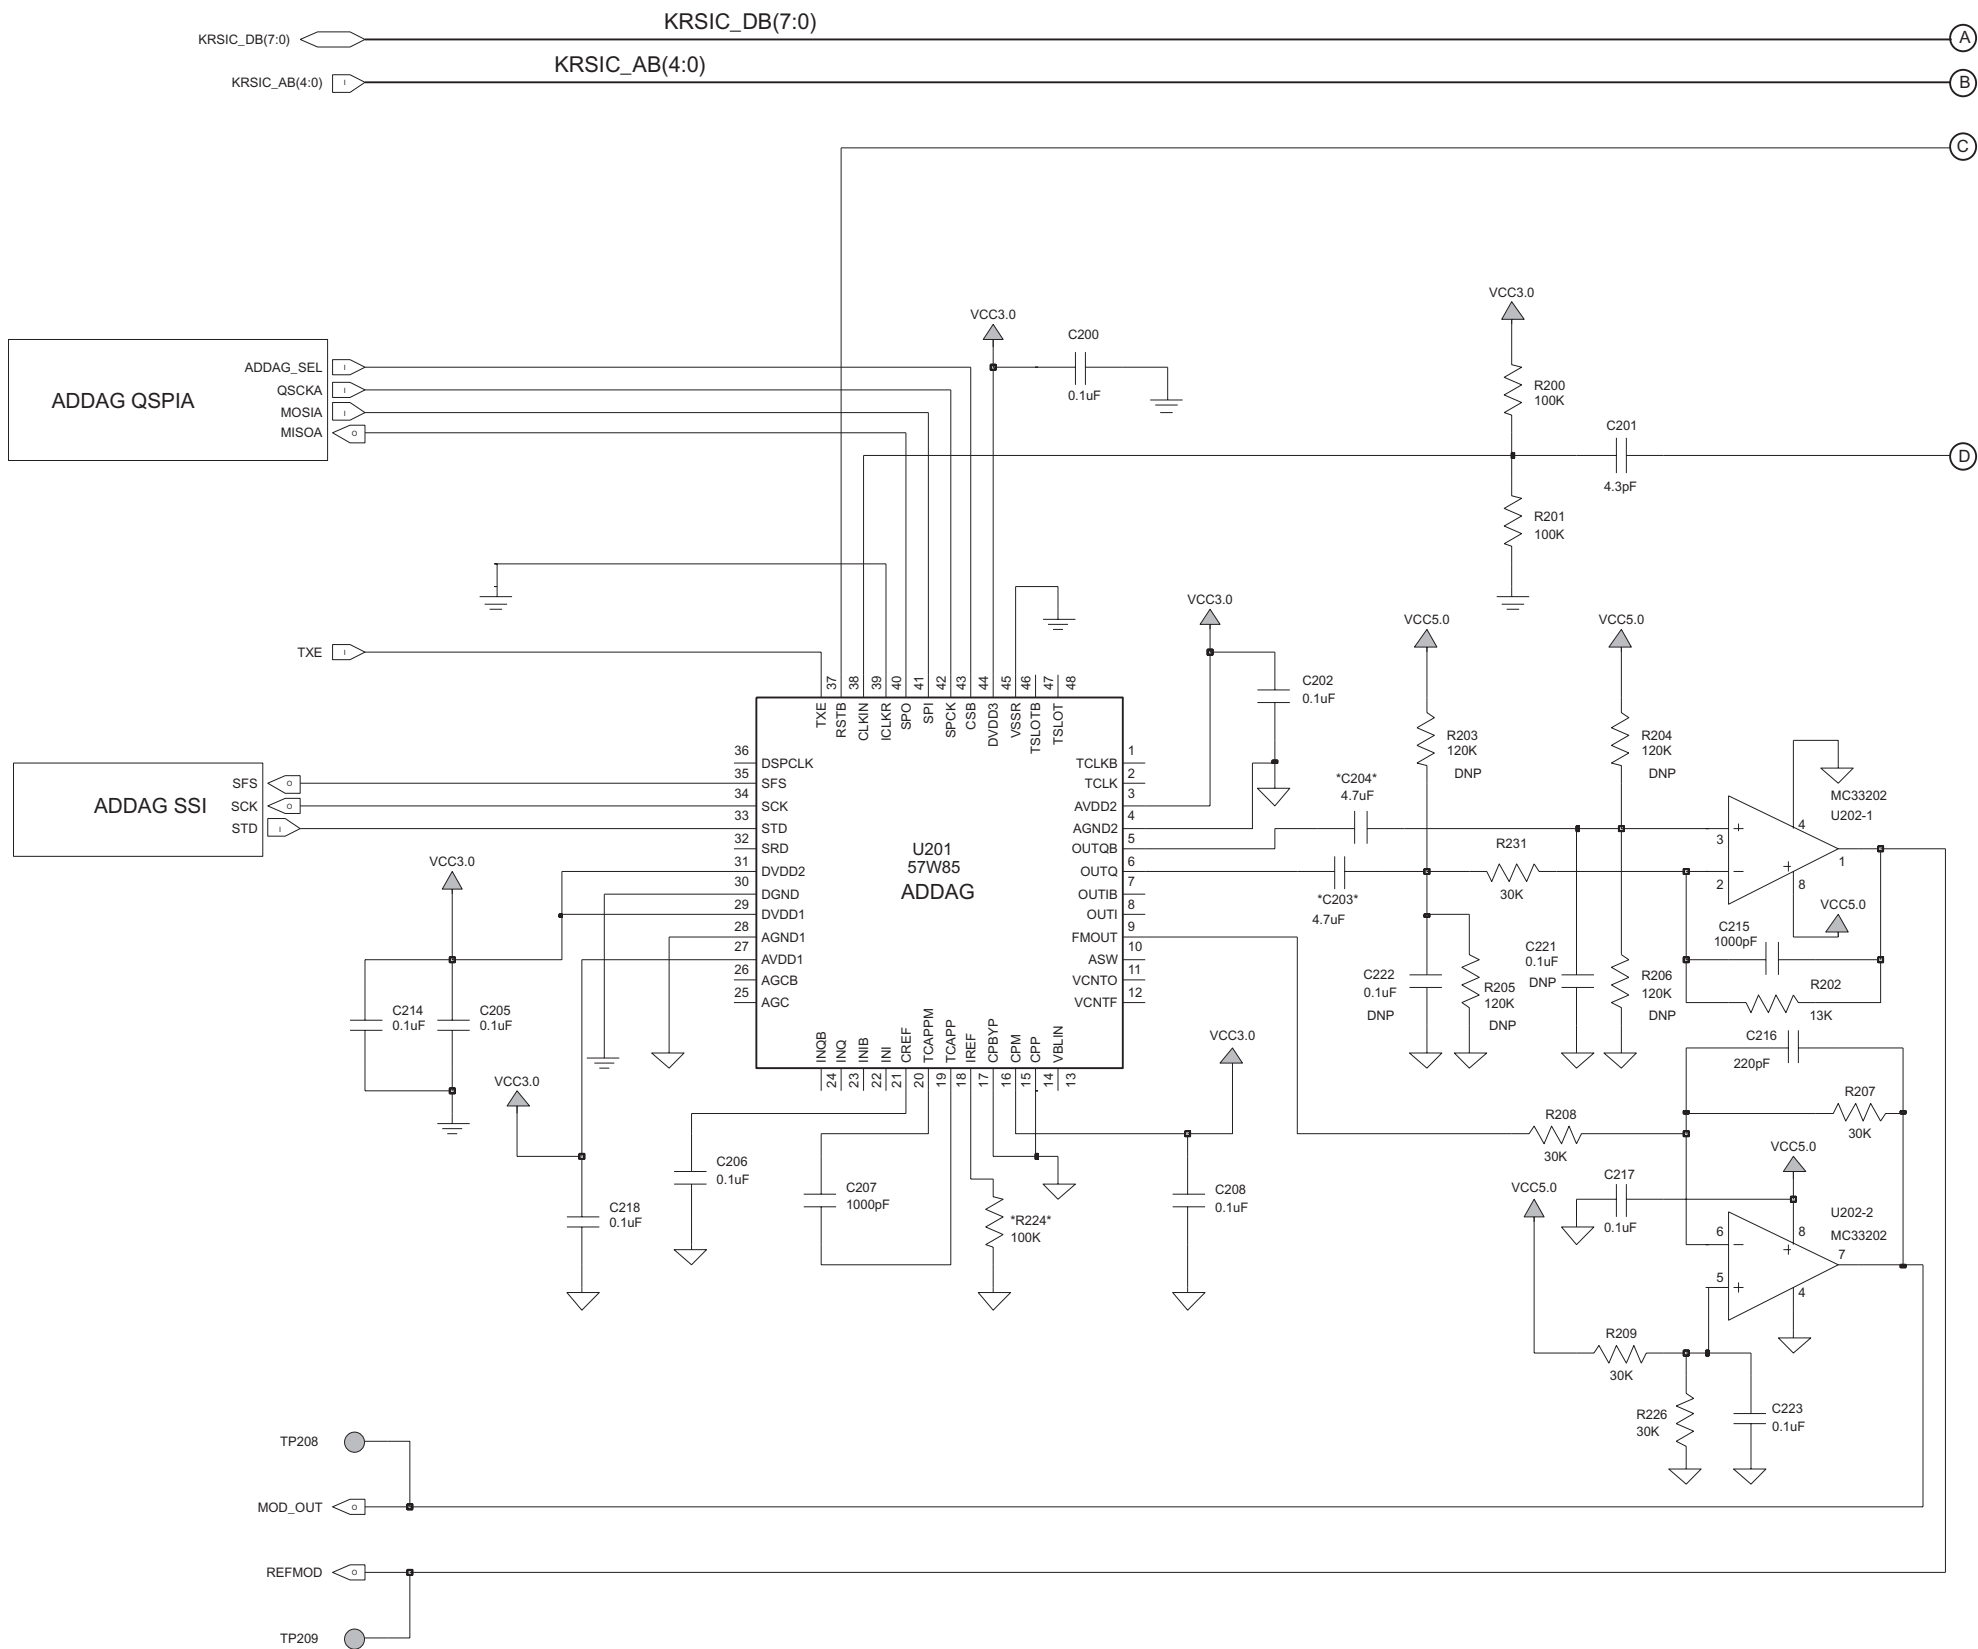 KRSIC_DB(7:0)
KRSIC_DB(7:0)
A
KRSIC_AB(4:0)
KRSIC_AB(4:0)
I
B
C
VCC3.0
VCC3.0
C200
0.1uF
ADDAG QSPIA
ADDAG_SEL
I
QSCKA
I
MOSIA
I
MISOA
O
R200
100K
C201
4.3pF
D
R201
100K
VCC3.0
VCC5.0
VCC5.0
TXE
I
37
38
39
40
41
42
43
44
45
46
47
48
C202
0.1uF
TXE
RSTB
CLKIN
ICLKR
SPO
SPI
SPCK
CSB
DVDD3
VSSR
TSLOTB
TSLOT
R203
120K
DNP
R204
120K
DNP
ADDAG SSI
SFS
O
SCK
O
STD
I
36
DSPCLK
35
SFS
34
SCK
33
STD
32
SRD
31
DVDD2
30
DGND
29
DVDD1
28
AGND1
27
AVDD1
26
AGCB
25
AGC
U201
57W85
ADDAG
1
TCLKB
2
TCLK
3
AVDD2
4
AGND2
5
OUTQB
6
OUTQ
7
OUTIB
8
OUTI
9
FMOUT
10
ASW
11
VCNTO
12
VCNTF
*C204*
4.7uF
*C203*
4.7uF
R231
30K
MC33202
U202-1
4
3
+
1
−
2
+
8
VCC5.0
C215
1000pF
R202
13K
C221
0.1uF
DNP
C222
0.1uF
DNP
R205
120K
DNP
R206
120K
DNP
VCC3.0
C214
0.1uF
C205
0.1uF
INQB
INQ
INIB
INI
CREF
TCAPPM
TCAPP
IREF
CPBYP
CPM
CPP
VBLIN
24
23
22
21
20
19
18
17
16
15
14
13
VCC3.0
VCC3.0
C216
220pF
R207
30K
R208
30K
C206
0.1uF
C207
1000pF
*R224*
100K
C208
0.1uF
C218
0.1uF
VCC5.0
VCC5.0
C217
0.1uF
U202-2
MC33202
6
−
8
+
7
5
+
4
R209
30K
R226
30K
C223
0.1uF
TP208
MOD_OUT
O
REFMOD
O
TP209